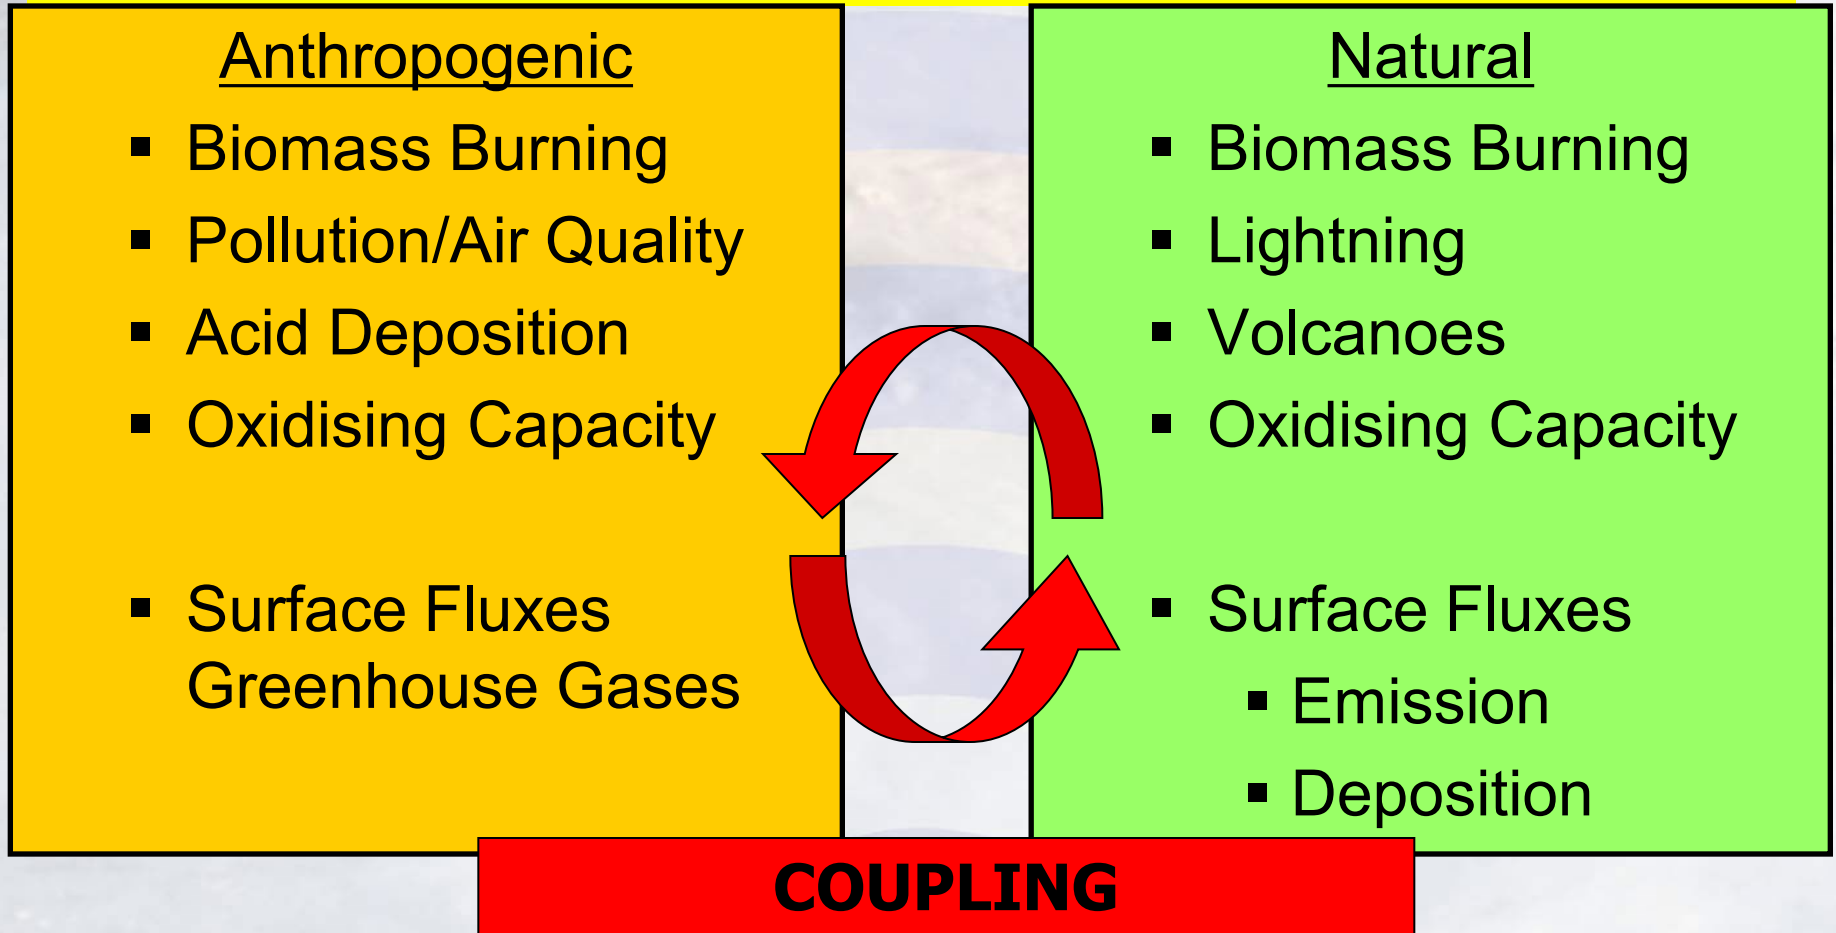 Anthropogenic
▪ Biomass Burning
▪ Pollution/Air Quality
▪ Acid Deposition
▪ Oxidising Capacity
▪ Surface Fluxes
Greenhouse Gases
Natural
▪ Biomass Burning
▪ Lightning
▪ Volcanoes
▪ Oxidising Capacity
▪ Surface Fluxes
▪ Emission
▪ Deposition
COUPLING